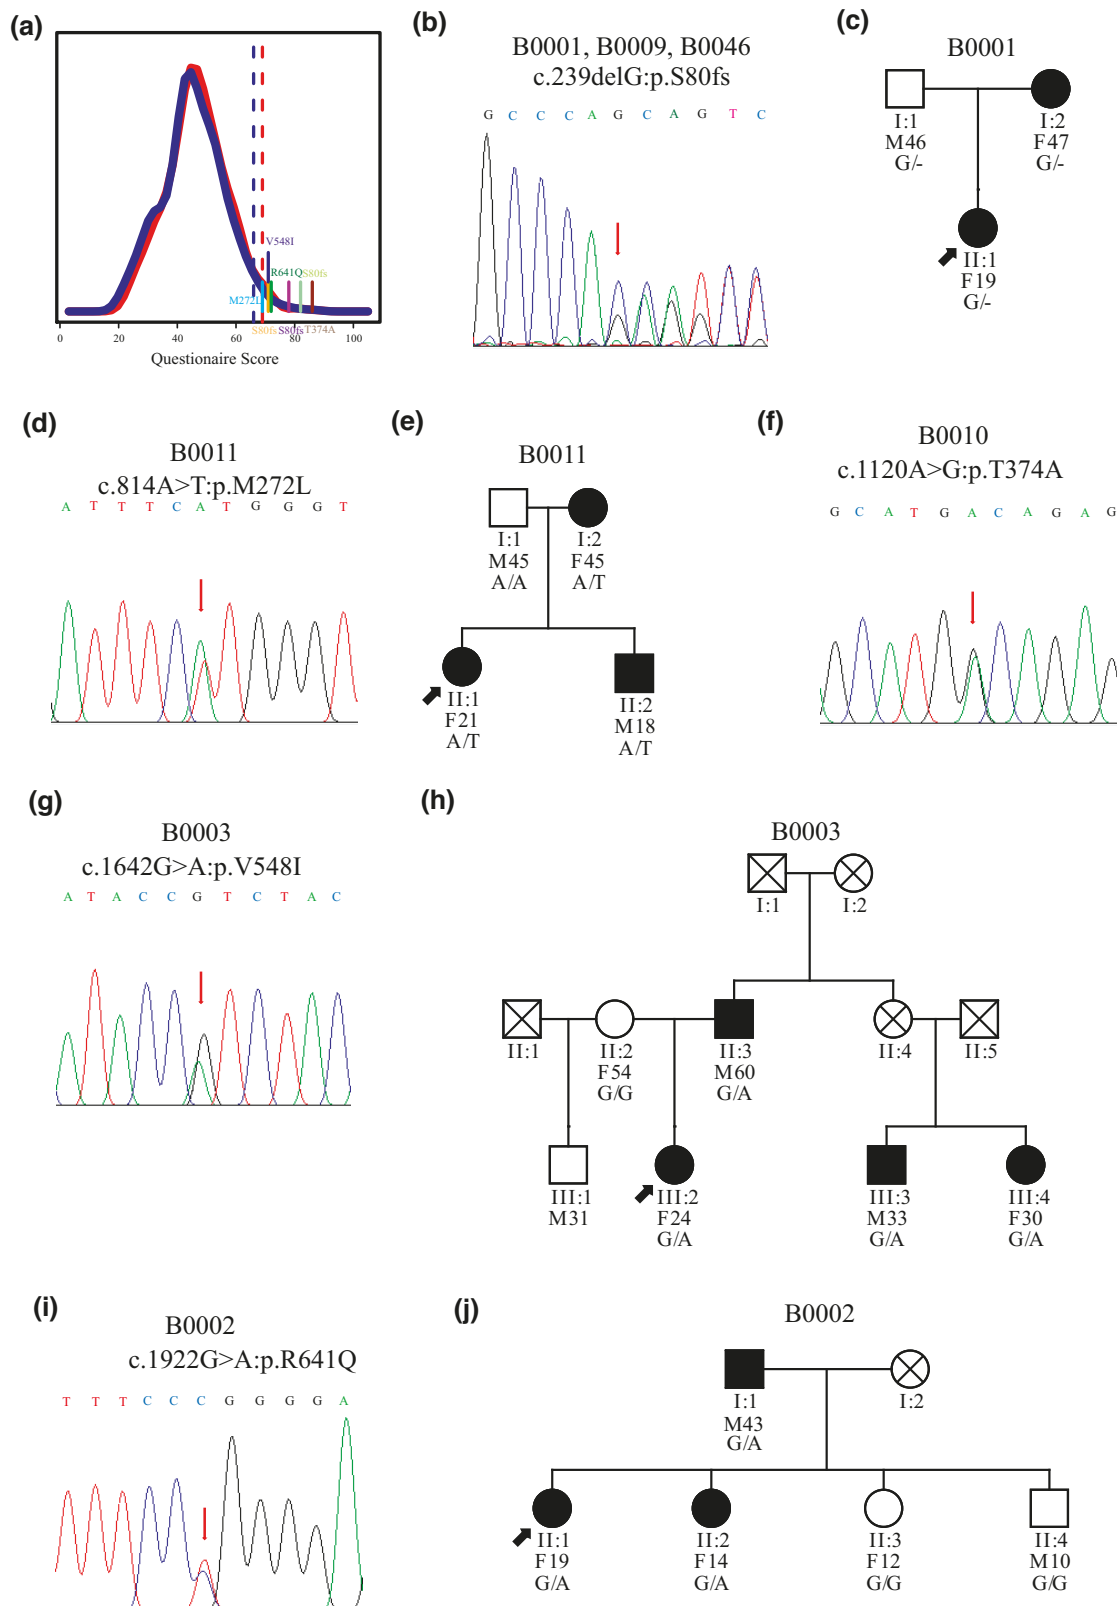 (a)
V548I
R641Q
S80fs
M272L
S80fs
S80fs
T374A
0 20 40 60 80 100
Questionaire Score
(b)
B0001, B0009, B0046
c.239delG:p.S80fs
G C C C A G C A G T C
(c)
B0001
I:1
M46
G/-
I:2
F47
G/-
II:1
F19
G/-
(d)
B0011
c.814A>T:p.M272L
A T T T C A T G G G T
(e)
B0011
I:1
M45
A/A
I:2
F45
A/T
II:1
F21
A/T
II:2
M18
A/T
(f)
B0010
c.1120A>G:p.T374A
G C A T G A C A G A G
(g)
B0003
c.1642G>A:p.V548I
A T A C C G T C T A C
(h)
B0003
I:1
I:2
II:1
II:2
F54
G/G
II:3
M60
G/A
II:4
II:5
III:1
M31
III:2
F24
G/A
III:3
M33
G/A
III:4
F30
G/A
(i)
B0002
c.1922G>A:p.R641Q
T T T C C C G G G G A
(j)
B0002
I:1
M43
G/A
I:2
II:1
F19
G/A
II:2
F14
G/A
II:3
F12
G/G
II:4
M10
G/G